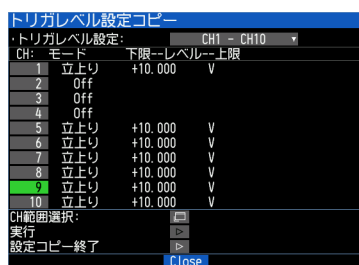 トリガレベル設定コピー
・トリガレベル設定: CH1 - CH10 ▼
CH: モード 下限--レベル--上限
1 立上り +10.000 V
2 Off
3 Off
4 Off
5 立上り +10.000 V
6 立上り +10.000 V
7 立上り +10.000 V
8 立上り +10.000 V
9 立上り +10.000 V
10 立上り +10.000 V
CH範囲選択:
実行
設定コピー終了
Close